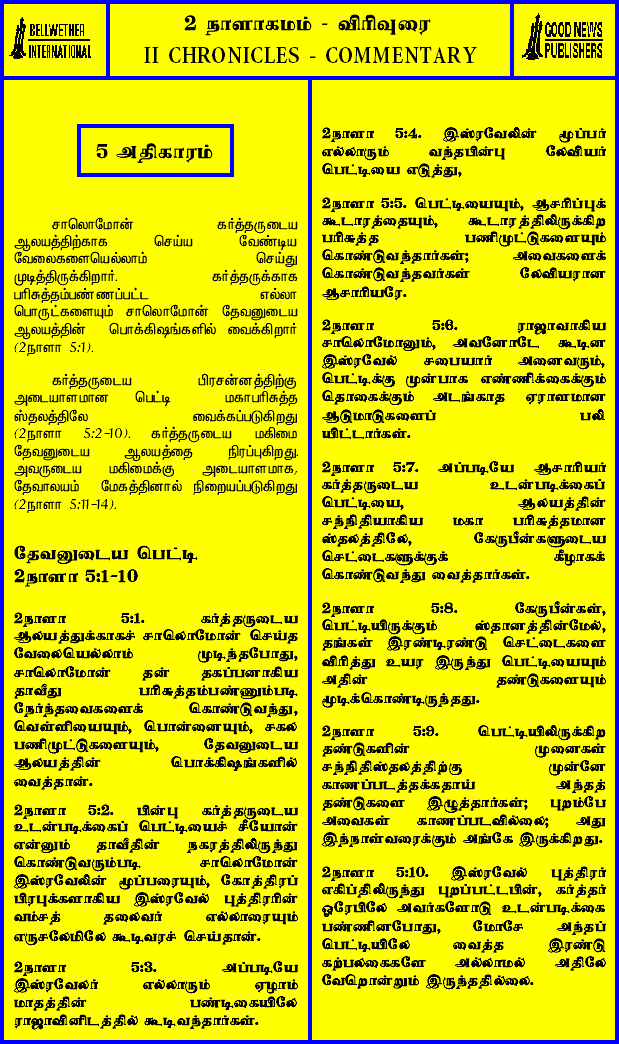 BELLWETHER
INTERNATIONAL
2 நாளாகமம் - விரிவுரை
II CHRONICLES - COMMENTARY
GOOD NEWS
PUBLISHERS
5 அதிகாரம்
சாலொமோன் கர்த்தருடைய
ஆலயத்திற்காக செய்ய வேண்டிய
வேலைகளையெல்லாம் செய்து
முடித்திருக்கிறார். கர்த்தருக்காக
பரிசுத்தம்பண்ணப்பட்ட எல்லா
பொருட்களையும் சாலொமோன் தேவனுடைய
ஆலயத்தின் பொக்கிஷங்களில் வைக்கிறார்
(2நாளா 5:1).
கர்த்தருடைய பிரசன்னத்திற்கு
அடையாளமான பெட்டி மகாபரிசுத்த
ஸ்தலத்திலே வைக்கப்படுகிறது
(2நாளா 5:2-10). கர்த்தருடைய மகிமை
தேவனுடைய ஆலயத்தை நிரப்புகிறது.
அவருடைய மகிமைக்கு அடையாளமாக,
தேவாலயம் மேகத்தினால் நிறையப்படுகிறது
(2நாளா 5:11-14).
தேவனுடைய பெட்டி
2நாளா 5:1-10
2நாளா 5:1. கர்த்தருடைய
ஆலயத்துக்காகச் சாலொமோன் செய்த
வேலையெல்லாம் முடிந்தபோது,
சாலொமோன் தன் தகப்பனாகிய
தாவீது பரிசுத்தம்பண்ணும்படி
நேர்ந்தவைகளைக் கொண்டுவந்து,
வெள்ளியையும், பொன்னையும், சகல
பணிமுட்டுகளையும், தேவனுடைய
ஆலயத்தின் பொக்கிஷங்களில்
வைத்தான்.
2நாளா 5:2. பின்பு கர்த்தருடைய
உடன்படிக்கைப் பெட்டியைச் சீயோன்
என்னும் தாவீதின் நகரத்திலிருந்து
கொண்டுவரும்படி சாலொமோன்
இஸ்ரவேலின் மூப்பரையும், கோத்திரப்
பிரபுக்களாகிய இஸ்ரவேல் புத்திரரின்
வம்சத் தலைவர் எல்லாரையும்
எருசலேமிலே கூடிவரச் செய்தான்.
2நாளா 5:3. அப்படியே
இஸ்ரவேலர் எல்லாரும் ஏழாம்
மாதத்தின் பண்டிகையிலே
ராஜாவினிடத்தில் கூடிவந்தார்கள்.
2நாளா 5:4. இஸ்ரவேலின் மூப்பர்
எல்லாரும் வந்தபின்பு லேவியர்
பெட்டியை எடுத்து,
2நாளா 5:5. பெட்டியையும், ஆசரிப்புக்
கூடாரத்தையும், கூடாரத்திலிருக்கிற
பரிசுத்த பணிமுட்டுகளையும்
கொண்டுவந்தார்கள்; அவைகளைக்
கொண்டுவந்தவர்கள் லேவியரான
ஆசாரியரே.
2நாளா 5:6. ராஜாவாகிய
சாலொமோனும், அவனோடே கூடின
இஸ்ரவேல் சபையார் அனைவரும்,
பெட்டிக்கு முன்பாக எண்ணிக்கைக்கும்
தொகைக்கும் அடங்காத ஏராளமான
ஆடுமாடுகளைப் பலி
யிட்டார்கள்.
2நாளா 5:7. அப்படியே ஆசாரியர்
கர்த்தருடைய உடன்படிக்கைப்
பெட்டியை, ஆலயத்தின்
சந்நிதியாகிய மகா பரிசுத்தமான
ஸ்தலத்திலே, கேருபீன்களுடைய
செட்டைகளுக்குக் கீழாகக்
கொண்டுவந்து வைத்தார்கள்.
2நாளா 5:8. கேருபீன்கள்,
பெட்டியிருக்கும் ஸ்தானத்தின்மேல்,
தங்கள் இரண்டிரண்டு செட்டைகளை
விரித்து உயர இருந்து பெட்டியையும்
அதின் தண்டுகளையும்
மூடிக்கொண்டிருந்தது.
2நாளா 5:9. பெட்டியிலிருக்கிற
தண்டுகளின் முனைகள்
சந்நிதிஸ்தலத்திற்கு முன்னே
காணப்படத்தக்கதாய் அந்தத்
தண்டுகளை இழுத்தார்கள்; புறம்பே
அவைகள் காணப்படவில்லை; அது
இந்நாள்வரைக்கும் அங்கே இருக்கிறது.
2நாளா 5:10. இஸ்ரவேல் புத்திரர்
எகிப்திலிருந்து புறப்பட்டபின், கர்த்தர்
ஓரேபிலே அவர்களோடு உடன்படிக்கை
பண்ணினபோது, மோசே அந்தப்
பெட்டியிலே வைத்த இரண்டு
கற்பலகைகளே அல்லாமல் அதிலே
வேறொன்றும் இருந்ததில்லை.